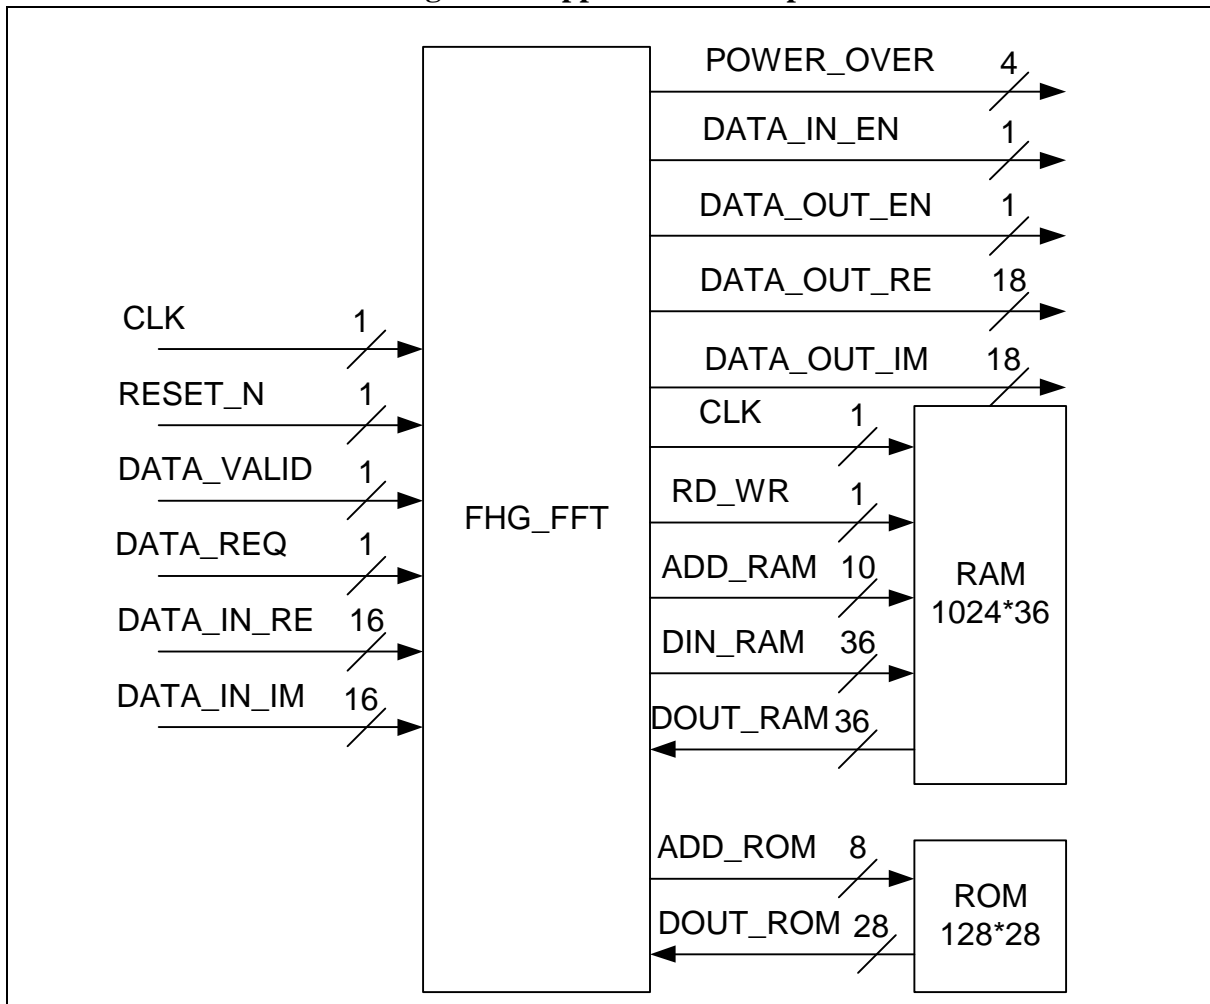 POWER_OVER 4
DATA_IN_EN 1
DATA_OUT_EN 1
DATA_OUT_RE 18
DATA_OUT_IM 18
CLK 1
RESET_N 1
DATA_VALID 1
DATA_REQ 1
DATA_IN_RE 16
DATA_IN_IM 16
FHG_FFT
CLK 1
RD_WR 1
ADD_RAM 10
DIN_RAM 36
DOUT_RAM 36
RAM
1024*36
ADD_ROM 8
DOUT_ROM 28
ROM
128*28